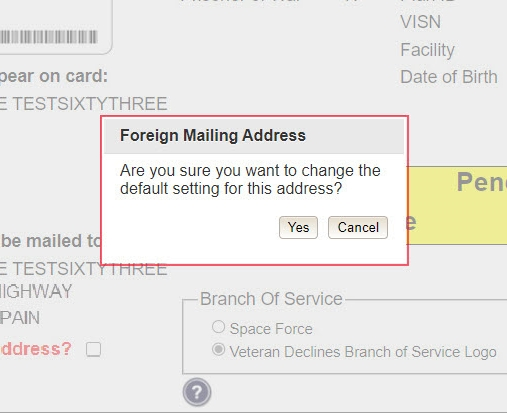 VISN
Facility
Date of Birth
pear on card:
E TESTSIXTYTHREE
Foreign Mailing Address
Are you sure you want to change the
default setting for this address?
Yes Cancel
Pen
e
be mailed to
E TESTSIXTYTHREE
IGHWAY
PAIN
ddress?
Branch Of Service
Space Force
Veteran Declines Branch of Service Logo
?